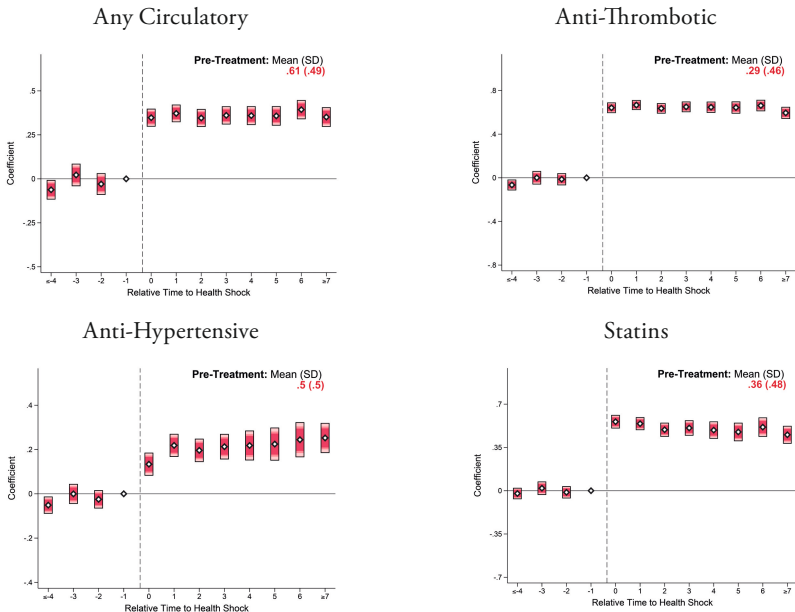 Any Circulatory
Pre-Treatment: Mean (SD)
.61 (.49)
.5
.25
0
-.25
-.5
Coefficient
≤-4 -3 -2 -1 0 1 2 3 4 5 6 ≥7
Relative Time to Health Shock
Anti-Thrombotic
Pre-Treatment: Mean (SD)
.29 (.46)
.8
.4
0
-.4
-.8
Coefficient
≤-4 -3 -2 -1 0 1 2 3 4 5 6 ≥7
Relative Time to Health Shock
Anti-Hypertensive
Pre-Treatment: Mean (SD)
.5 (.5)
.4
.2
0
-.2
-.4
Coefficient
≤-4 -3 -2 -1 0 1 2 3 4 5 6 ≥7
Relative Time to Health Shock
Statins
Pre-Treatment: Mean (SD)
.36 (.48)
.7
.35
0
-.35
-.7
Coefficient
≤-4 -3 -2 -1 0 1 2 3 4 5 6 ≥7
Relative Time to Health Shock